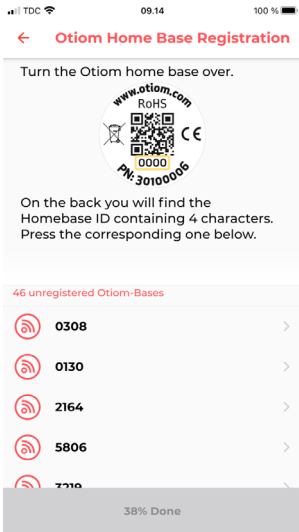 TDC 09.14 100 %
Otiom Home Base Registration
Turn the Otiom home base over.
www.otiom.com
RoHS
0000
PN: 30100006
On the back you will find the
Homebase ID containing 4 characters.
Press the corresponding one below.
46 unregistered Otiom-Bases
0308
0130
2164
5806
3219
38% Done